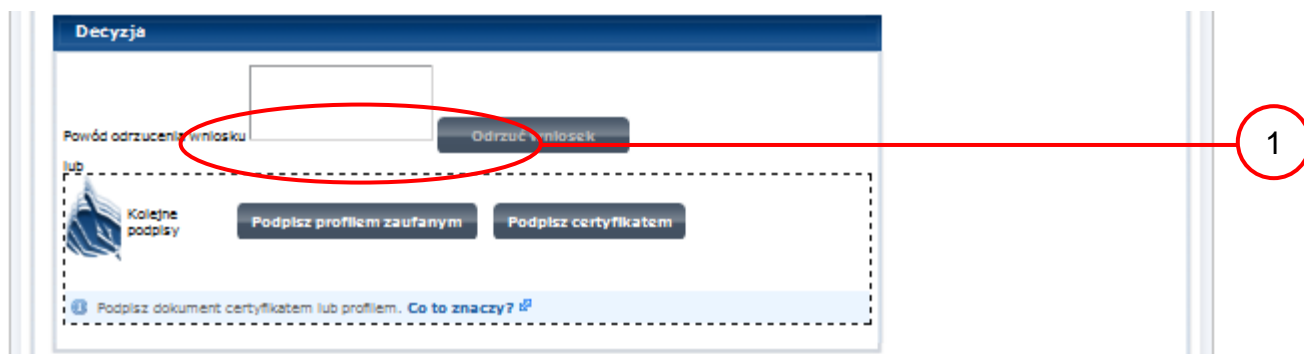 Decyzja
Powód odrzucenia wniosku
Odrzuć wniosek
1
lub
Kolejne
podpisy
Podpisz profilem zaufanym
Podpisz certyfikatem
Podpisz dokument certyfikatem lub profilem. Co to znaczy?